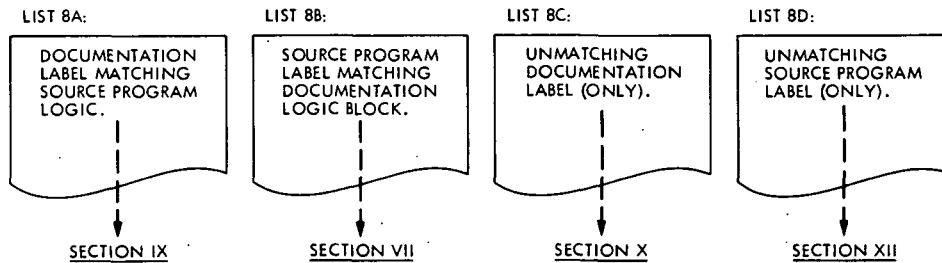 LIST 8A:
DOCUMENTATION
LABEL MATCHING
SOURCE PROGRAM
LOGIC.
SECTION IX
LIST 8B:
SOURCE PROGRAM
LABEL MATCHING
DOCUMENTATION
LOGIC BLOCK.
SECTION VII
LIST 8C:
UNMATCHING
DOCUMENTATION
LABEL (ONLY).
SECTION X
LIST 8D:
UNMATCHING
SOURCE PROGRAM
LABEL (ONLY).
SECTION XII